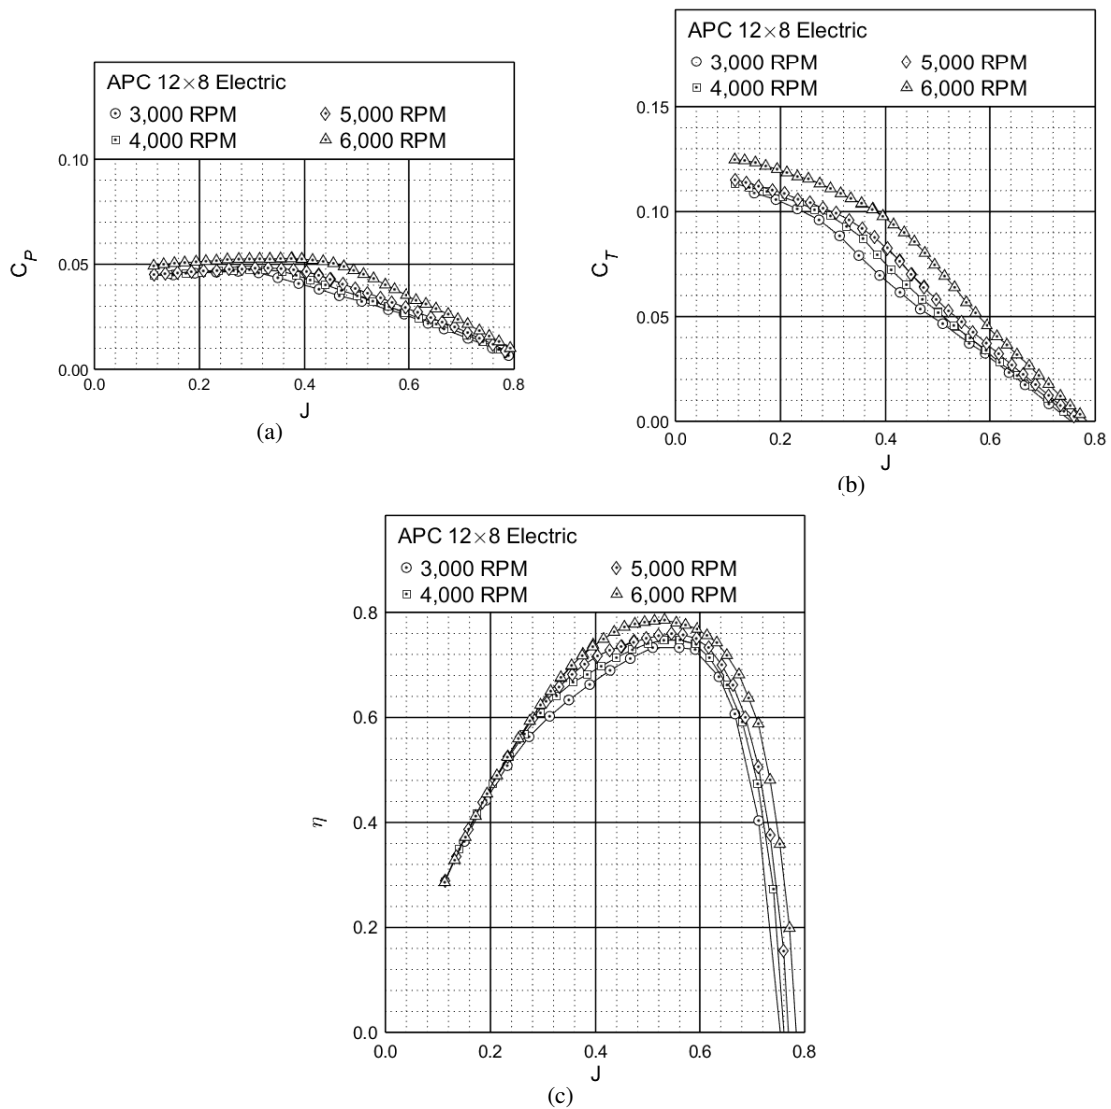 APC 12×8 Electric
3,000 RPM
5,000 RPM
4,000 RPM
6,000 RPM
0.10
0.05
0.00
0.0
0.2
0.4
0.6
0.8
C_P
J
(a)
APC 12×8 Electric
3,000 RPM
5,000 RPM
4,000 RPM
6,000 RPM
0.15
0.10
0.05
0.00
0.0
0.2
0.4
0.6
0.8
C_T
J
(b)
APC 12×8 Electric
3,000 RPM
5,000 RPM
4,000 RPM
6,000 RPM
0.8
0.6
0.4
0.2
0.0
0.0
0.2
0.4
0.6
0.8
η
J
(c)